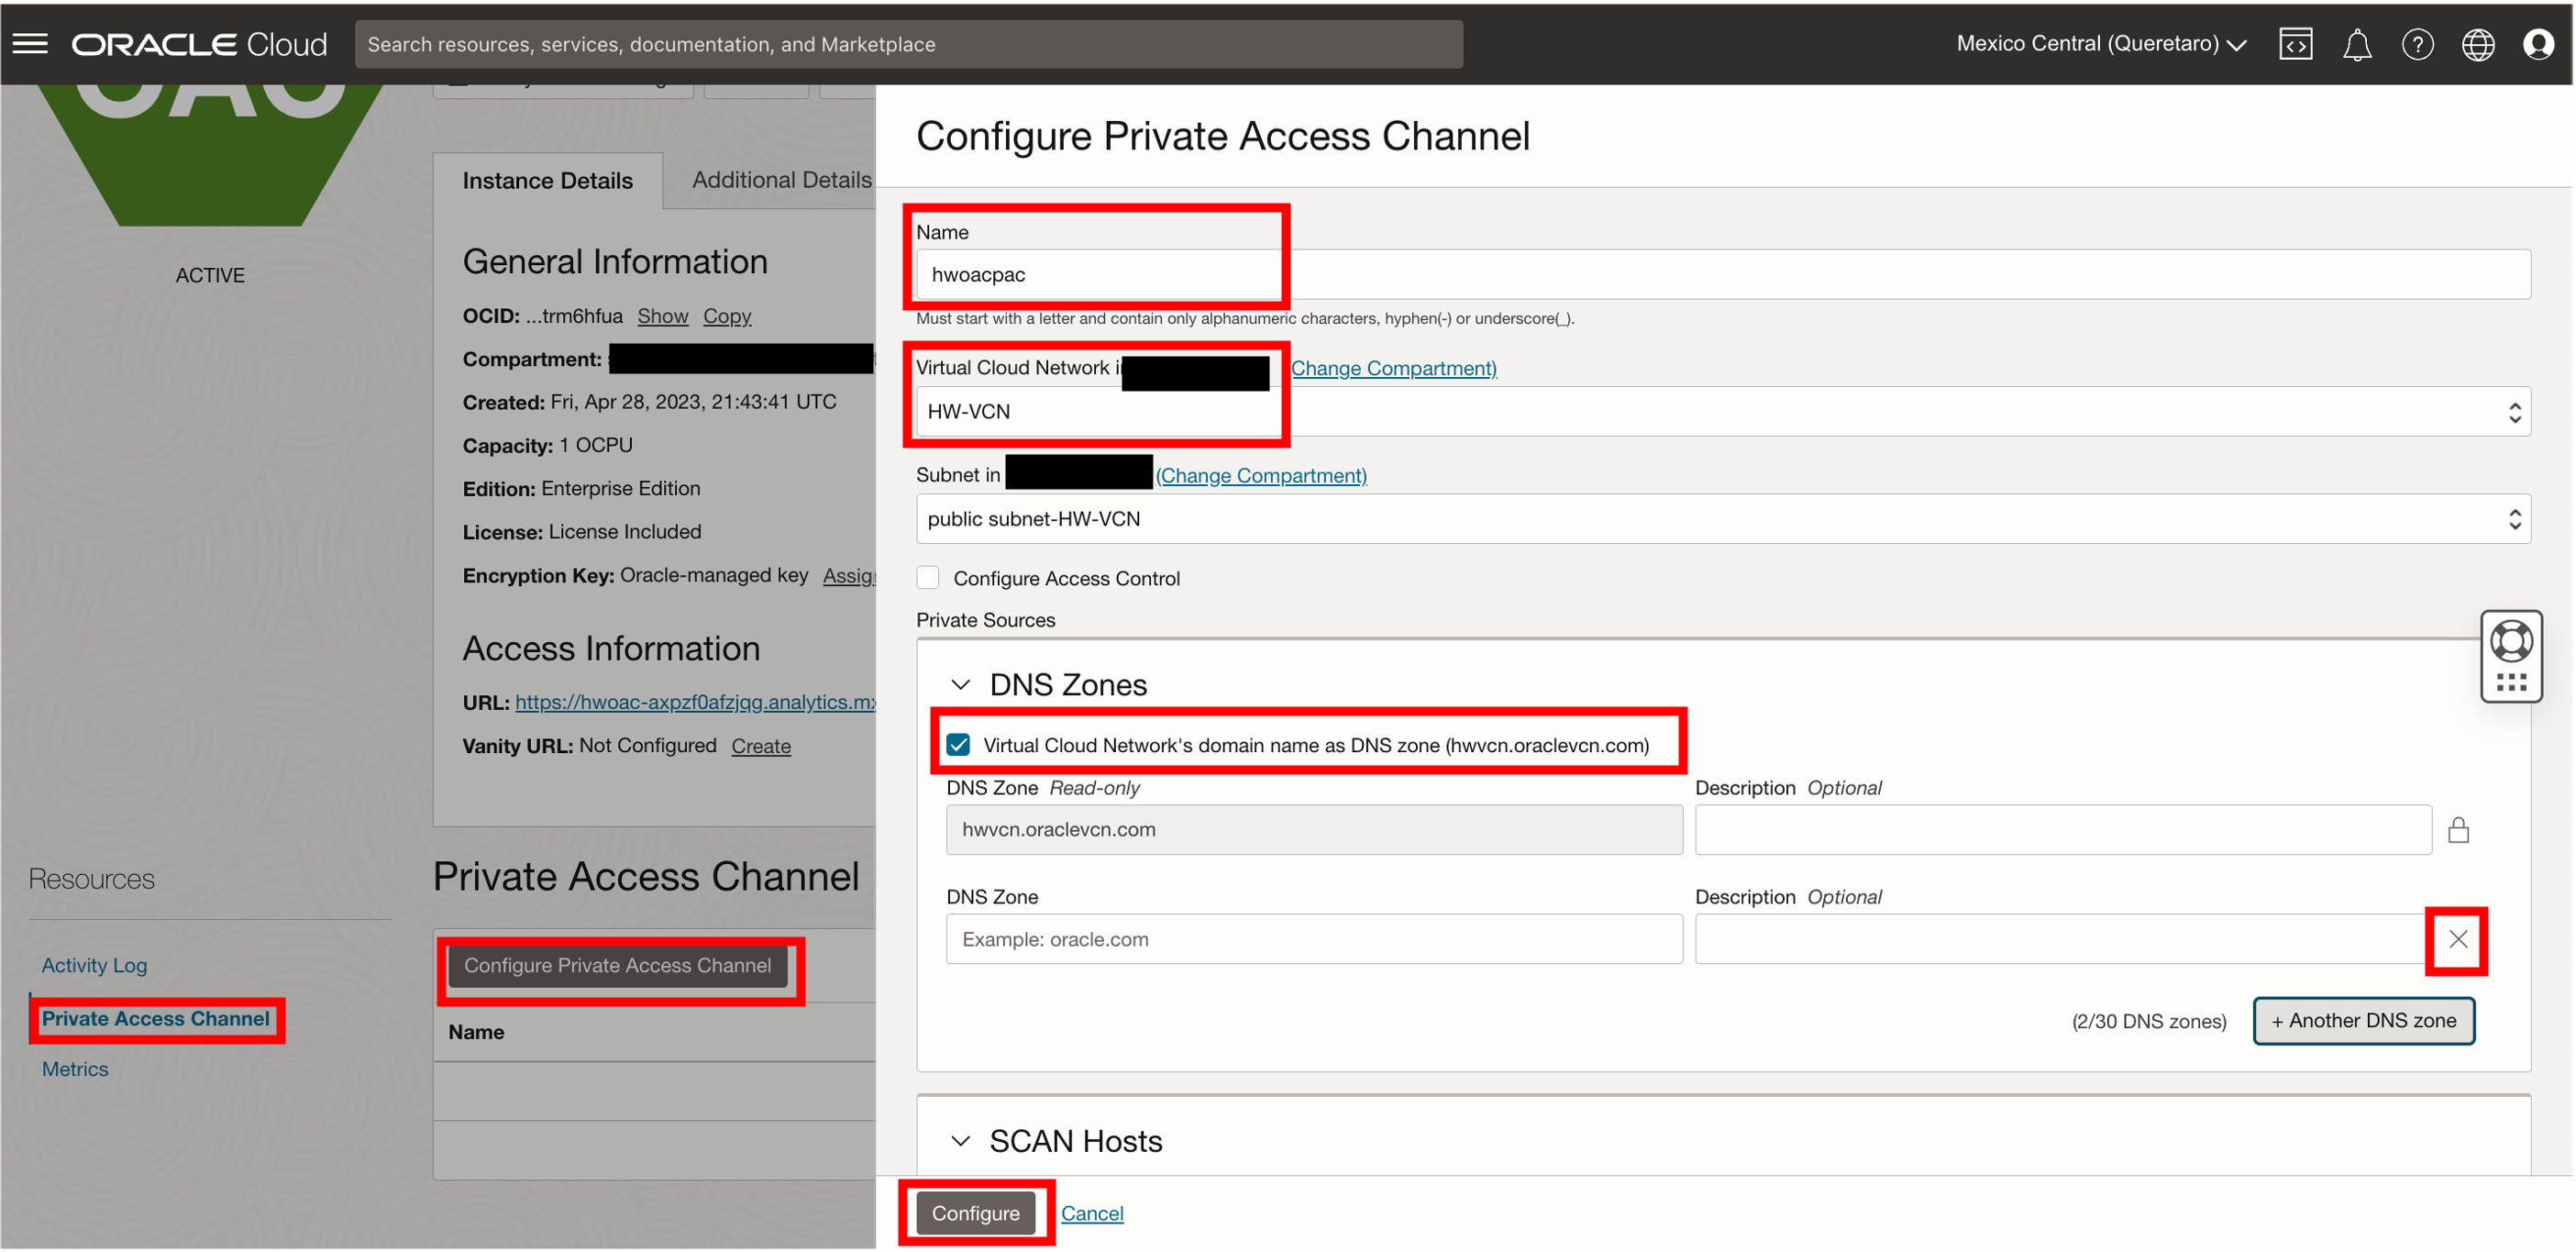 ORACLE Cloud
Search resources, services, documentation, and Marketplace
Mexico Central (Queretaro)
ACTIVE
Instance Details
Additional Details
General Information
OCID: ...trm6hfua Show Copy
Compartment:
Created: Fri, Apr 28, 2023, 21:43:41 UTC
Capacity: 1 OCPU
Edition: Enterprise Edition
License: License Included
Encryption Key: Oracle-managed key Assig
Access Information
URL: https://hwoac-axpzf0afzjqg.analytics.mx
Vanity URL: Not Configured Create
Resources
Activity Log
Private Access Channel
Metrics
Private Access Channel
Configure Private Access Channel
Name
Configure Private Access Channel
Name
hwoacpac
Must start with a letter and contain only alphanumeric characters, hyphen(-) or underscore(_).
Virtual Cloud Network i (Change Compartment)
HW-VCN
Subnet in (Change Compartment)
public subnet-HW-VCN
Configure Access Control
Private Sources
DNS Zones
Virtual Cloud Network's domain name as DNS zone (hwvcn.oraclevcn.com)
DNS Zone Read-only
Description Optional
hwvcn.oraclevcn.com
DNS Zone
Description Optional
Example: oracle.com
(2/30 DNS zones)
+ Another DNS zone
SCAN Hosts
Configure
Cancel